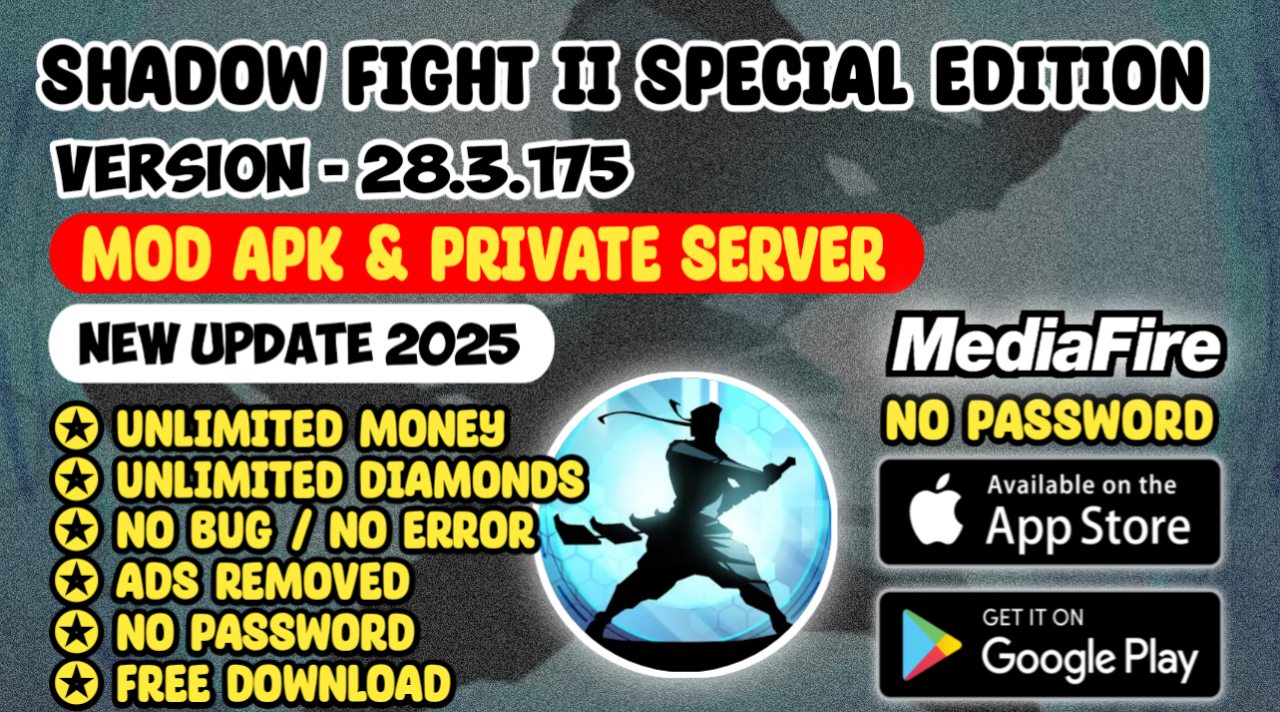 SHADOW FIGHT II SPECIAL EDITION
VERSION - 28.3.175
MOD APK & PRIVATE SERVER
NEW UPDATE 2025
UNLIMITED MONEY
UNLIMITED DIAMONDS
NO BUG / NO ERROR
ADS REMOVED
NO PASSWORD
FREE DOWNLOAD
MediaFire
NO PASSWORD
Available on the
App Store
GET IT ON
Google Play